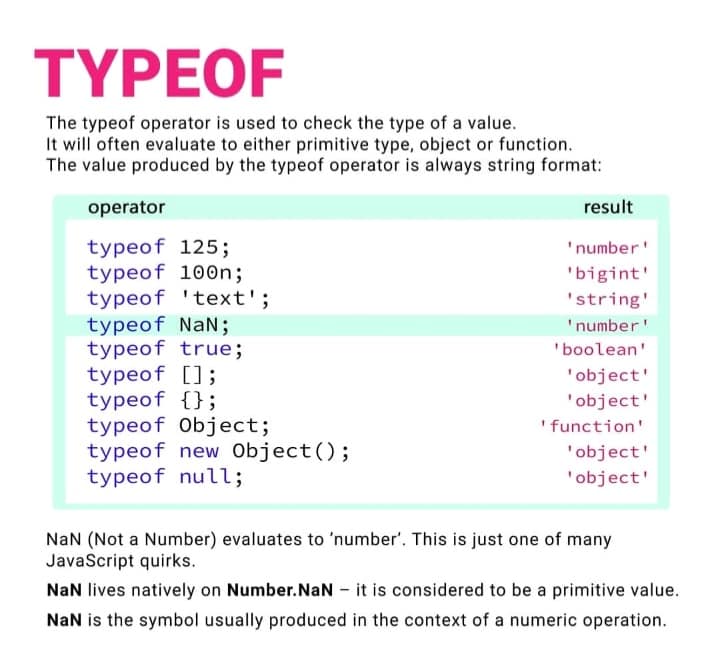 TYPEOF
The typeof operator is used to check the type of a value.
It will often evaluate to either primitive type, object or function.
The value produced by the typeof operator is always string format:
operator result
typeof 125; 'number'
typeof 100n; 'bigint'
typeof 'text'; 'string'
typeof NaN; 'number'
typeof true; 'boolean'
typeof []; 'object'
typeof {}; 'object'
typeof Object; 'function'
typeof new Object(); 'object'
typeof null; 'object'
NaN (Not a Number) evaluates to 'number'. This is just one of many
JavaScript quirks.
NaN lives natively on Number.NaN – it is considered to be a primitive value.
NaN is the symbol usually produced in the context of a numeric operation.